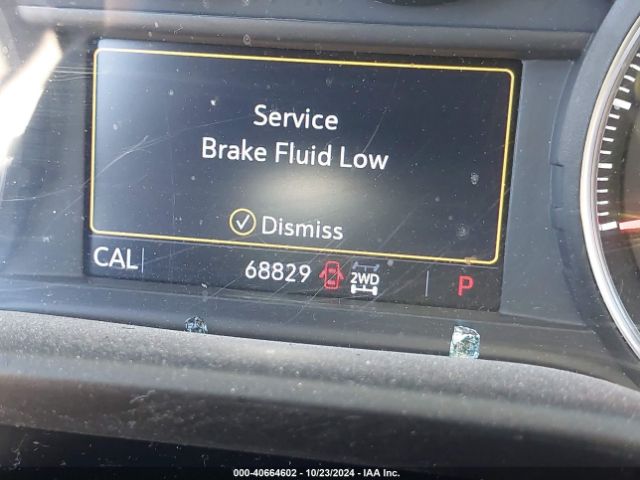 Service
Brake Fluid Low
Dismiss
CAL 68829 2WD P
000-40664602 - 10/23/2024 - IAA Inc.